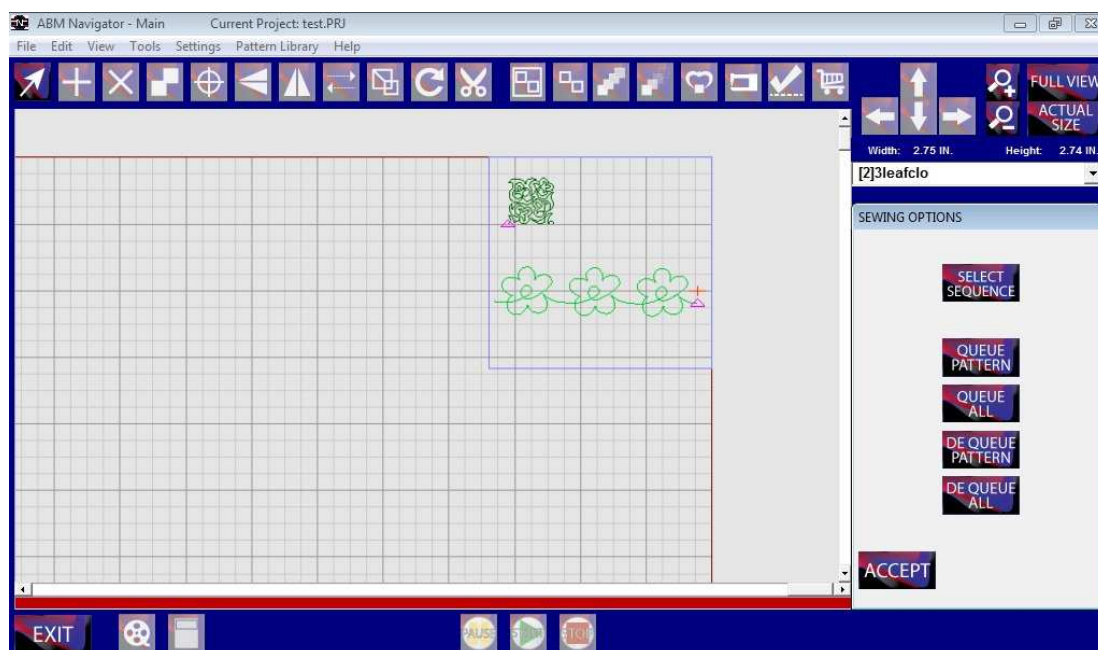 ABM Navigator - Main Current Project: test.PRJ
File Edit View Tools Settings Pattern Library Help
FULL VIEW
ACTUAL
SIZE
Width: 2.75 IN. Height: 2.74 IN.
[2]3leafclo
SEWING OPTIONS
SELECT
SEQUENCE
QUEUE
PATTERN
QUEUE
ALL
DE QUEUE
PATTERN
DE QUEUE
ALL
ACCEPT
EXIT
PAUSE
START
STOP